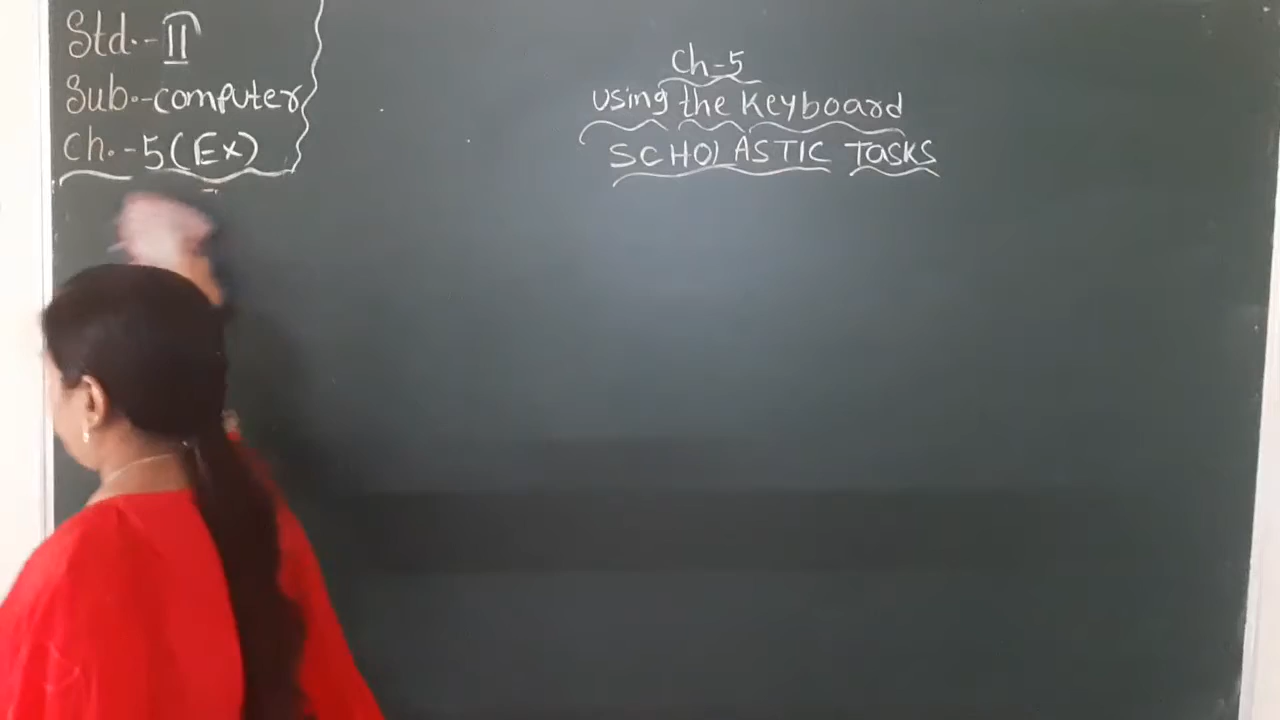 Std.-II
Sub.-computer
Ch.-5(Ex)
Ch-5
using the keyboard
SCHOLASTIC TASKS